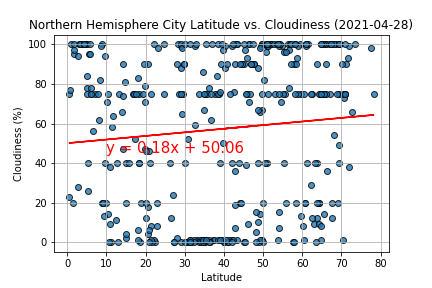 Northern Hemisphere City Latitude vs. Cloudiness (2021-04-28)
100
80
60
40
20
0
Cloudiness (%)
y = 0.18x + 50.06
0 10 20 30 40 50 60 70 80
Latitude